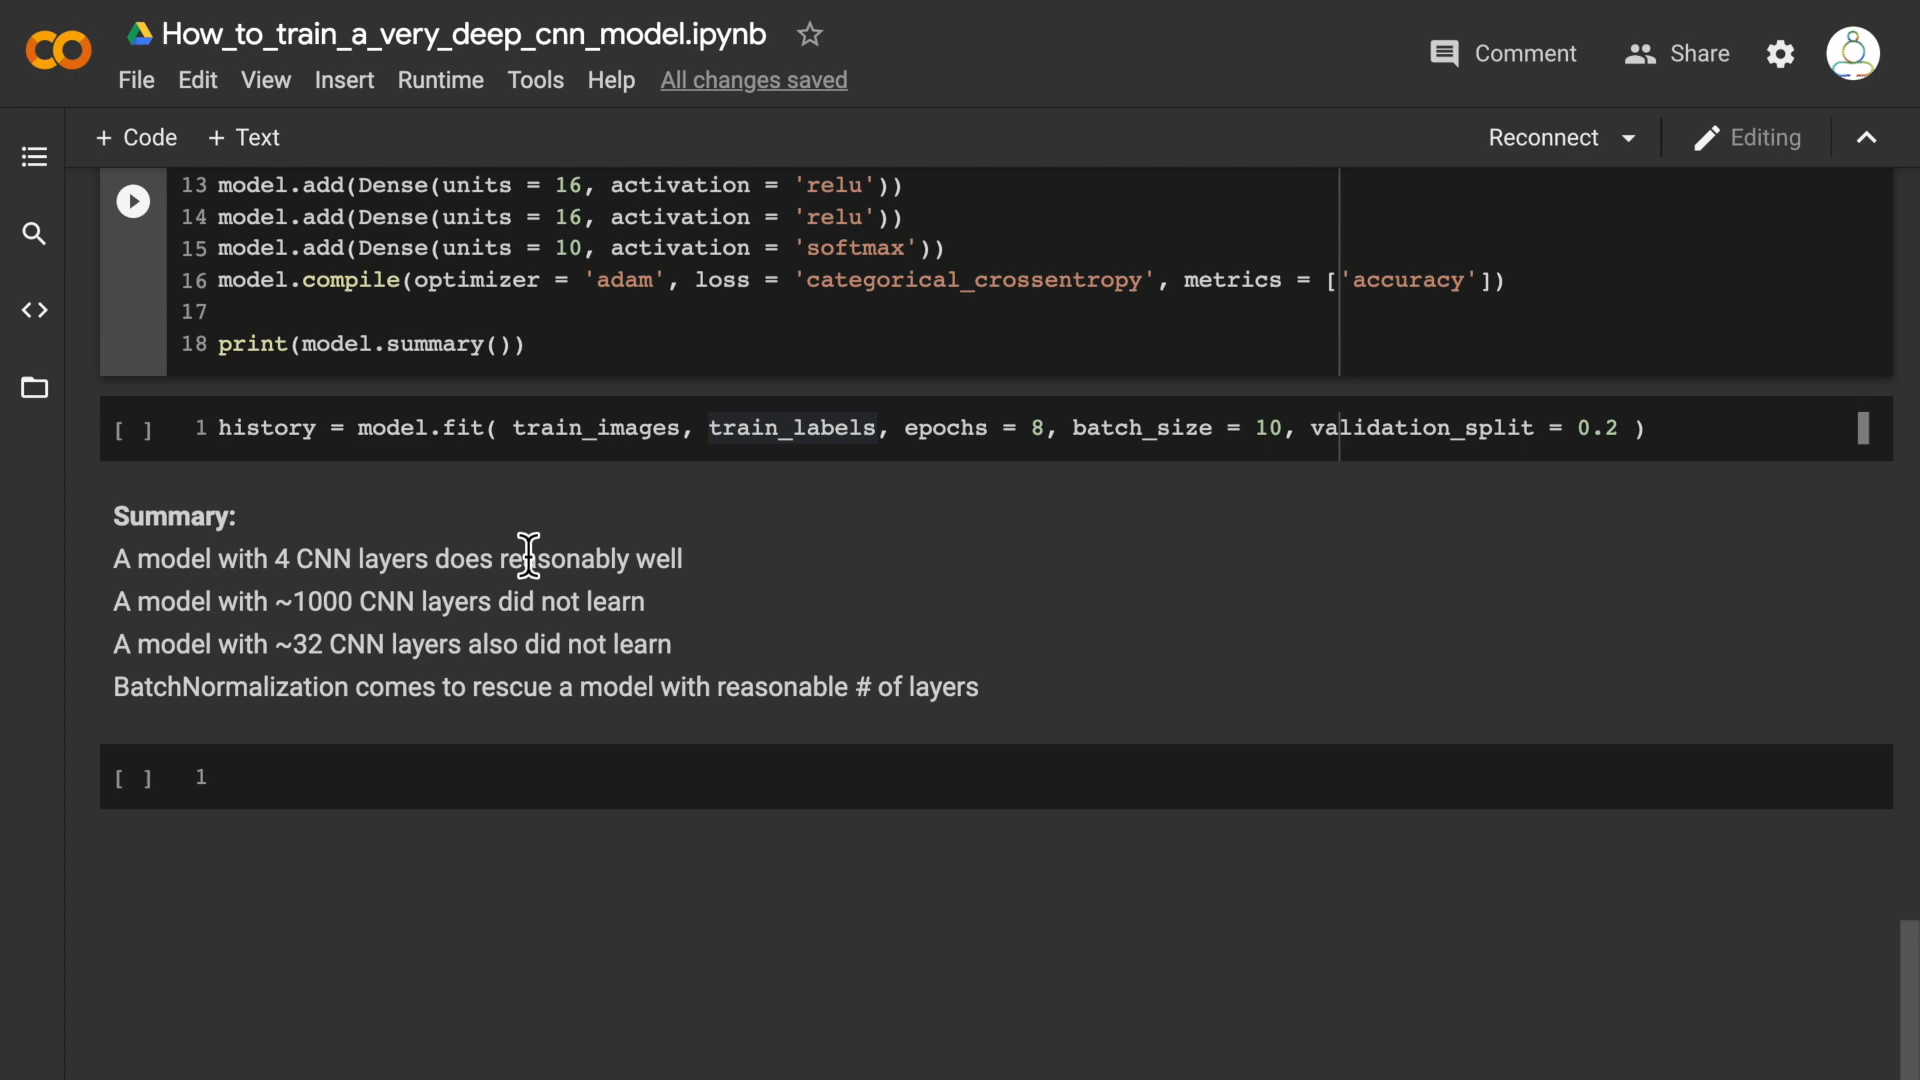 How_to_train_a_very_deep_cnn_model.ipynb
Comment
Share
File Edit View Insert Runtime Tools Help All changes saved
+ Code + Text
Reconnect
Editing
13 model.add(Dense(units = 16, activation = 'relu'))
14 model.add(Dense(units = 16, activation = 'relu'))
15 model.add(Dense(units = 10, activation = 'softmax'))
16 model.compile(optimizer = 'adam', loss = 'categorical_crossentropy', metrics = ['accuracy'])
17
18 print(model.summary())
[ ] 1 history = model.fit( train_images, train_labels, epochs = 8, batch_size = 10, validation_split = 0.2 )
Summary:
A model with 4 CNN layers does reasonably well
A model with ~1000 CNN layers did not learn
A model with ~32 CNN layers also did not learn
BatchNormalization comes to rescue a model with reasonable # of layers
[ ] 1